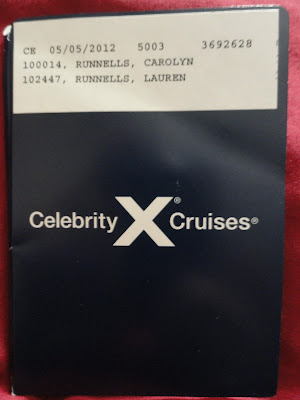 CE 05/05/2012 5003 3692628
100014, RUNNELLS, CAROLYN
102447, RUNNELLS, LAUREN
Celebrity X® Cruises®